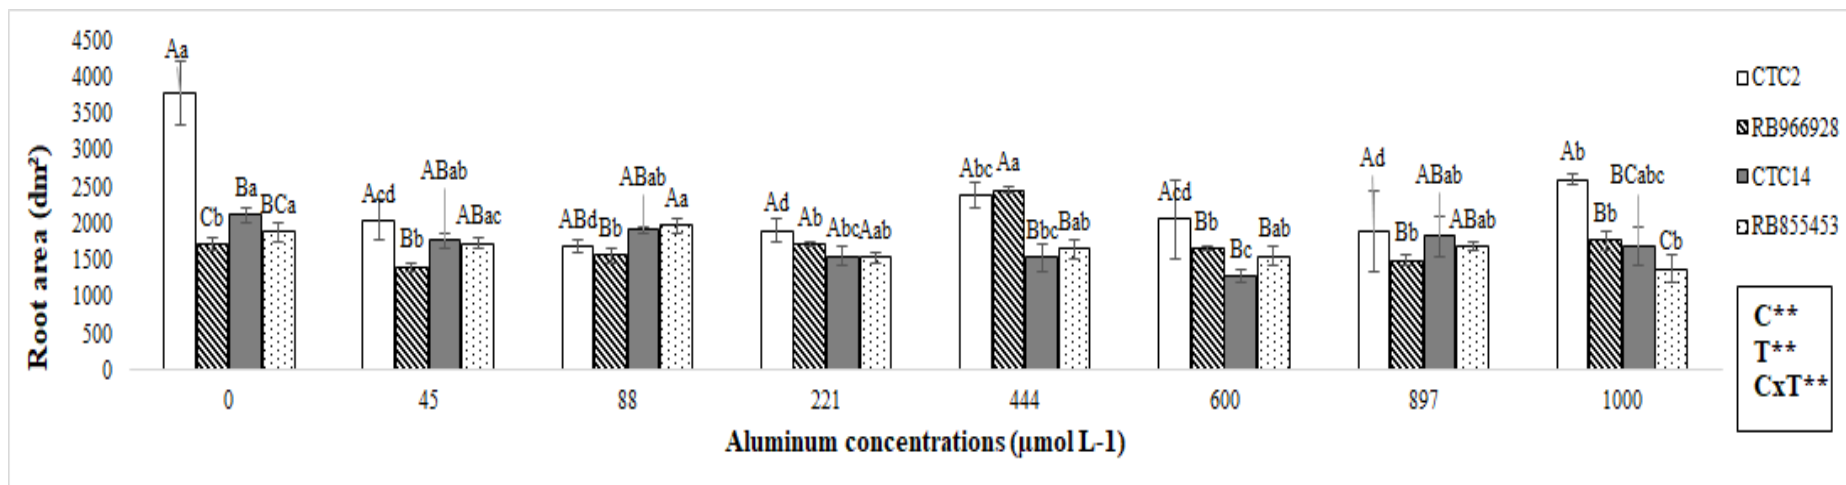 4500
4000
3500
3000
2500
2000
1500
1000
500
0
Root area (dm²)
Aa
Cb
Ba
BCa
Acd
Bb
ABab
ABac
ABd
Bb
ABab
Aa
Ad
Ab
Abc
Aab
Abc
Aa
Bbc
Bab
Acd
Bb
Bc
Bab
Ad
Bb
ABab
ABab
Ab
Bb
BCabc
Cb
0 45 88 221 444 600 897 1000
Aluminum concentrations (µmol L-1)
CTC2
RB966928
CTC14
RB855453
C**
T**
CxT**